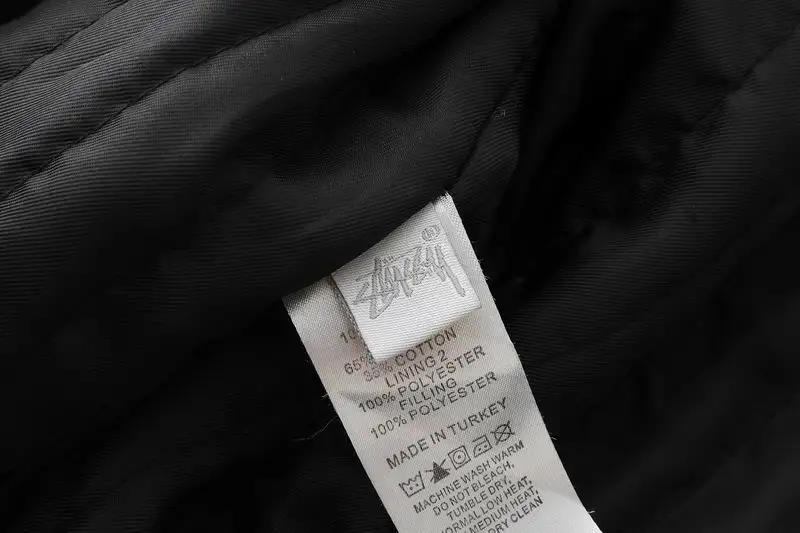 Stüssy
®
10
65%
35% COTTON
LINING 2
100% POLYESTER
FILLING
100% POLYESTER
MADE IN TURKEY
MACHINE WASH WARM
DO NOT BLEACH,
TUMBLE DRY,
NORMAL LOW HEAT,
MEDIUM HEAT,
DRY CLEAN